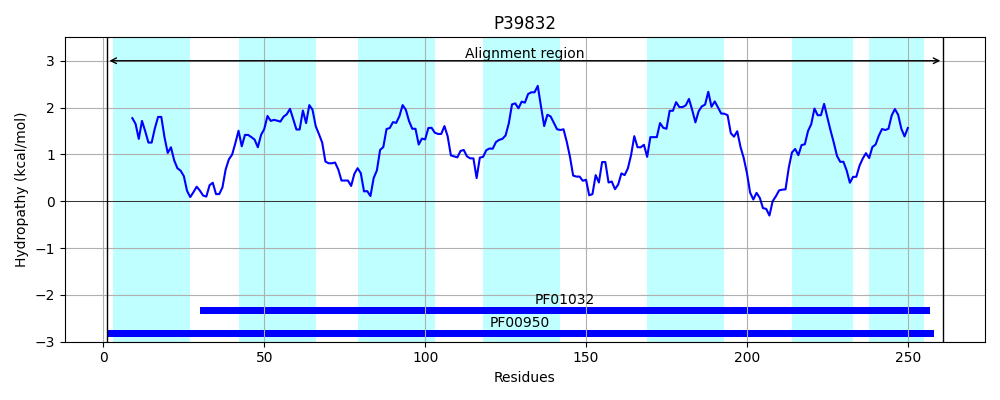 P39832
Alignment region
Hydropathy (kcal/mol)
3
2
1
0
−1
−2
−3
PF01032
PF00950
0 50 100 150 200 250
Residues